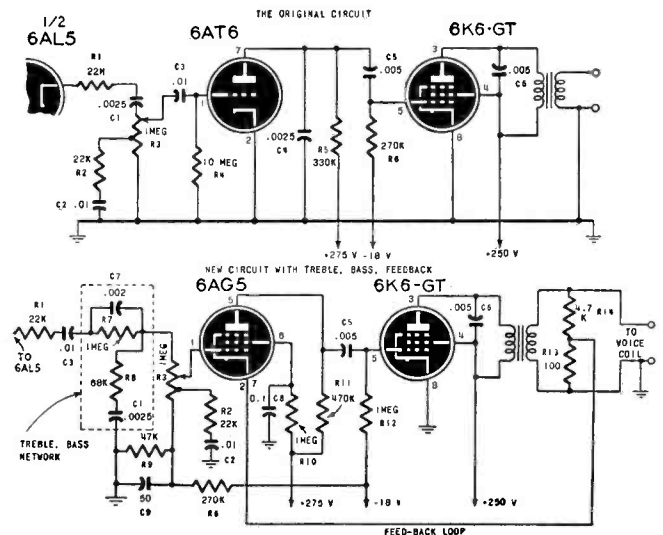 THE ORIGINAL CIRCUIT
1/2
6AL5
6AT6
6K6-GT
R1
22M
.0025
C1
C3
.01
1MEG
R3
22K
R2
C2 .01
7
1
2
10 MEG
R4
.0025
C4
R5
330K
C5
.005
270K
R6
3
5
4
8
.005
C6
+275 V
-18 V
+250 V
NEW CIRCUIT WITH TREBLE, BASS, FEEDBACK
6AG5
6K6-GT
R1
22K
TO
6AL5
.01
C3
C7
.002
R7
1MEG
R8
68K
C1
.0025
TREBLE, BASS
NETWORK
1MEG
R3
47K
R9
50
C9
270K
R6
R2
22K
.01
C2
5
1
6
2
7
0.1
C8
1MEG
R10
R11
470K
C5
.005
1MEG
R12
3
5
4
8
.005
C6
4.7
K
R14
R13
100
TO
VOICE
COIL
+275 V
-18 V
+250 V
FEED-BACK LOOP